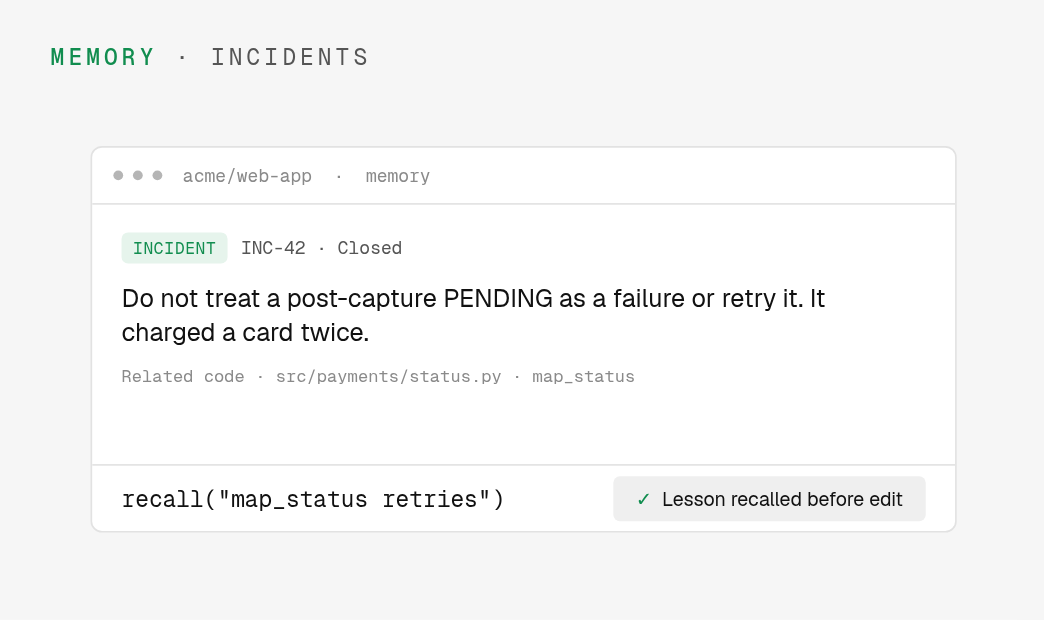 MEMORY · INCIDENTS
acme/web-app · memory
INCIDENT INC-42 · Closed
Do not treat a post-capture PENDING as a failure or retry it. It
charged a card twice.
Related code · src/payments/status.py · map_status
recall("map_status retries") ✓ Lesson recalled before edit